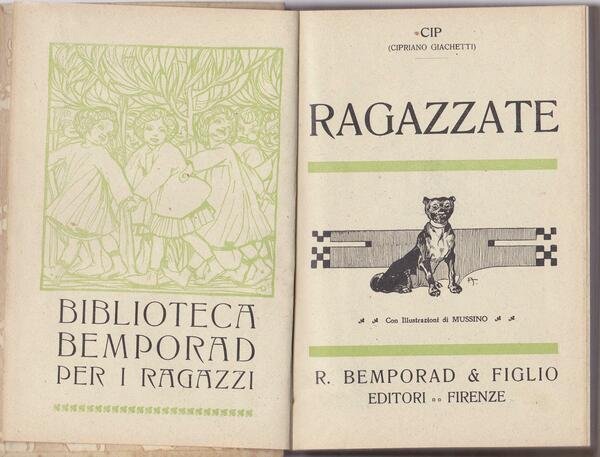 BIBLIOTECA
BEMPORAD
PER I RAGAZZI
CIP
(CIPRIANO GIACHETTI)
RAGAZZATE
Con Illustrazioni di MUSSINO
R. BEMPORAD & FIGLIO
EDITORI FIRENZE